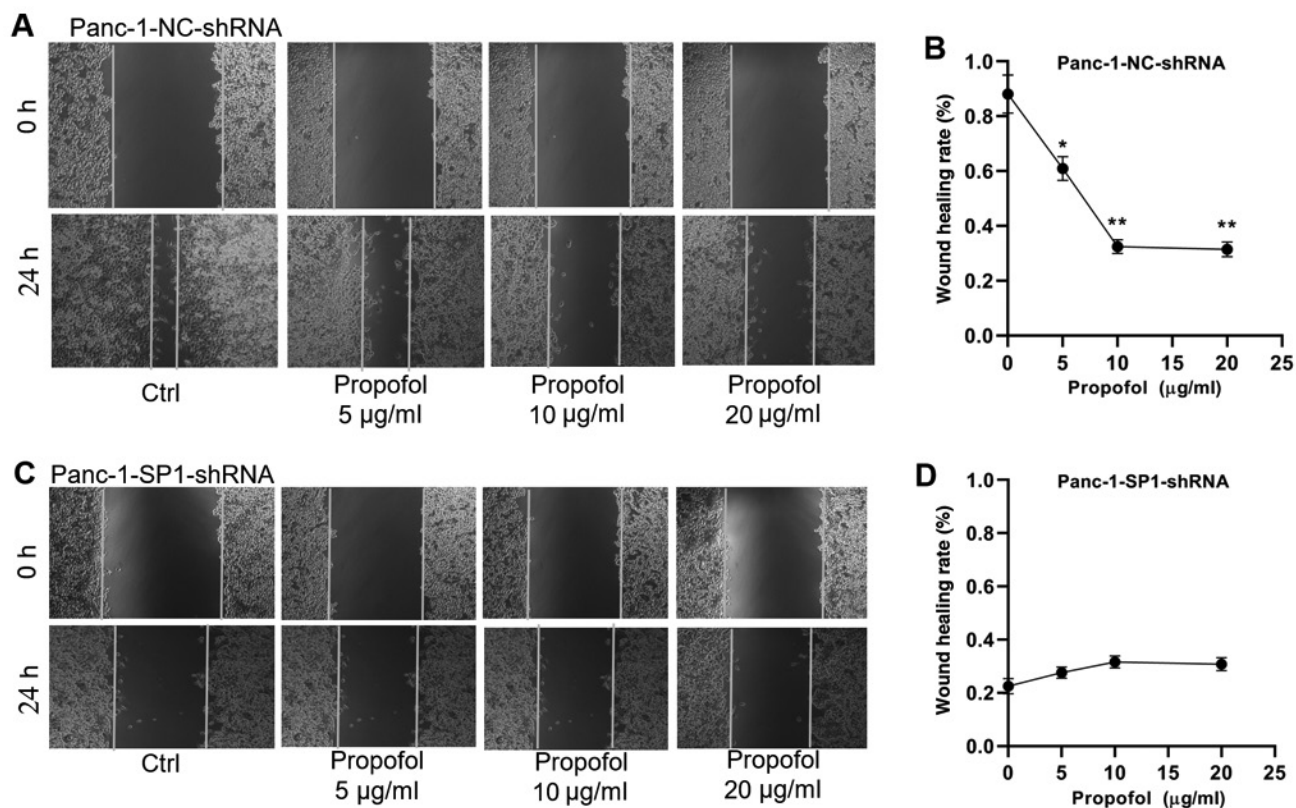 A
Panc-1-NC-shRNA
0 h
24 h
Ctrl
Propofol
5 µg/ml
Propofol
10 µg/ml
Propofol
20 µg/ml
B
Panc-1-NC-shRNA
Wound healing rate (%)
1.0
0.8
0.6
0.4
0.2
0.0
*
**
**
0 5 10 15 20 25
Propofol (µg/ml)
C
Panc-1-SP1-shRNA
0 h
24 h
Ctrl
Propofol
5 µg/ml
Propofol
10 µg/ml
Propofol
20 µg/ml
D
Panc-1-SP1-shRNA
Wound healing rate (%)
1.0
0.8
0.6
0.4
0.2
0.0
0 5 10 15 20 25
Propofol (µg/ml)